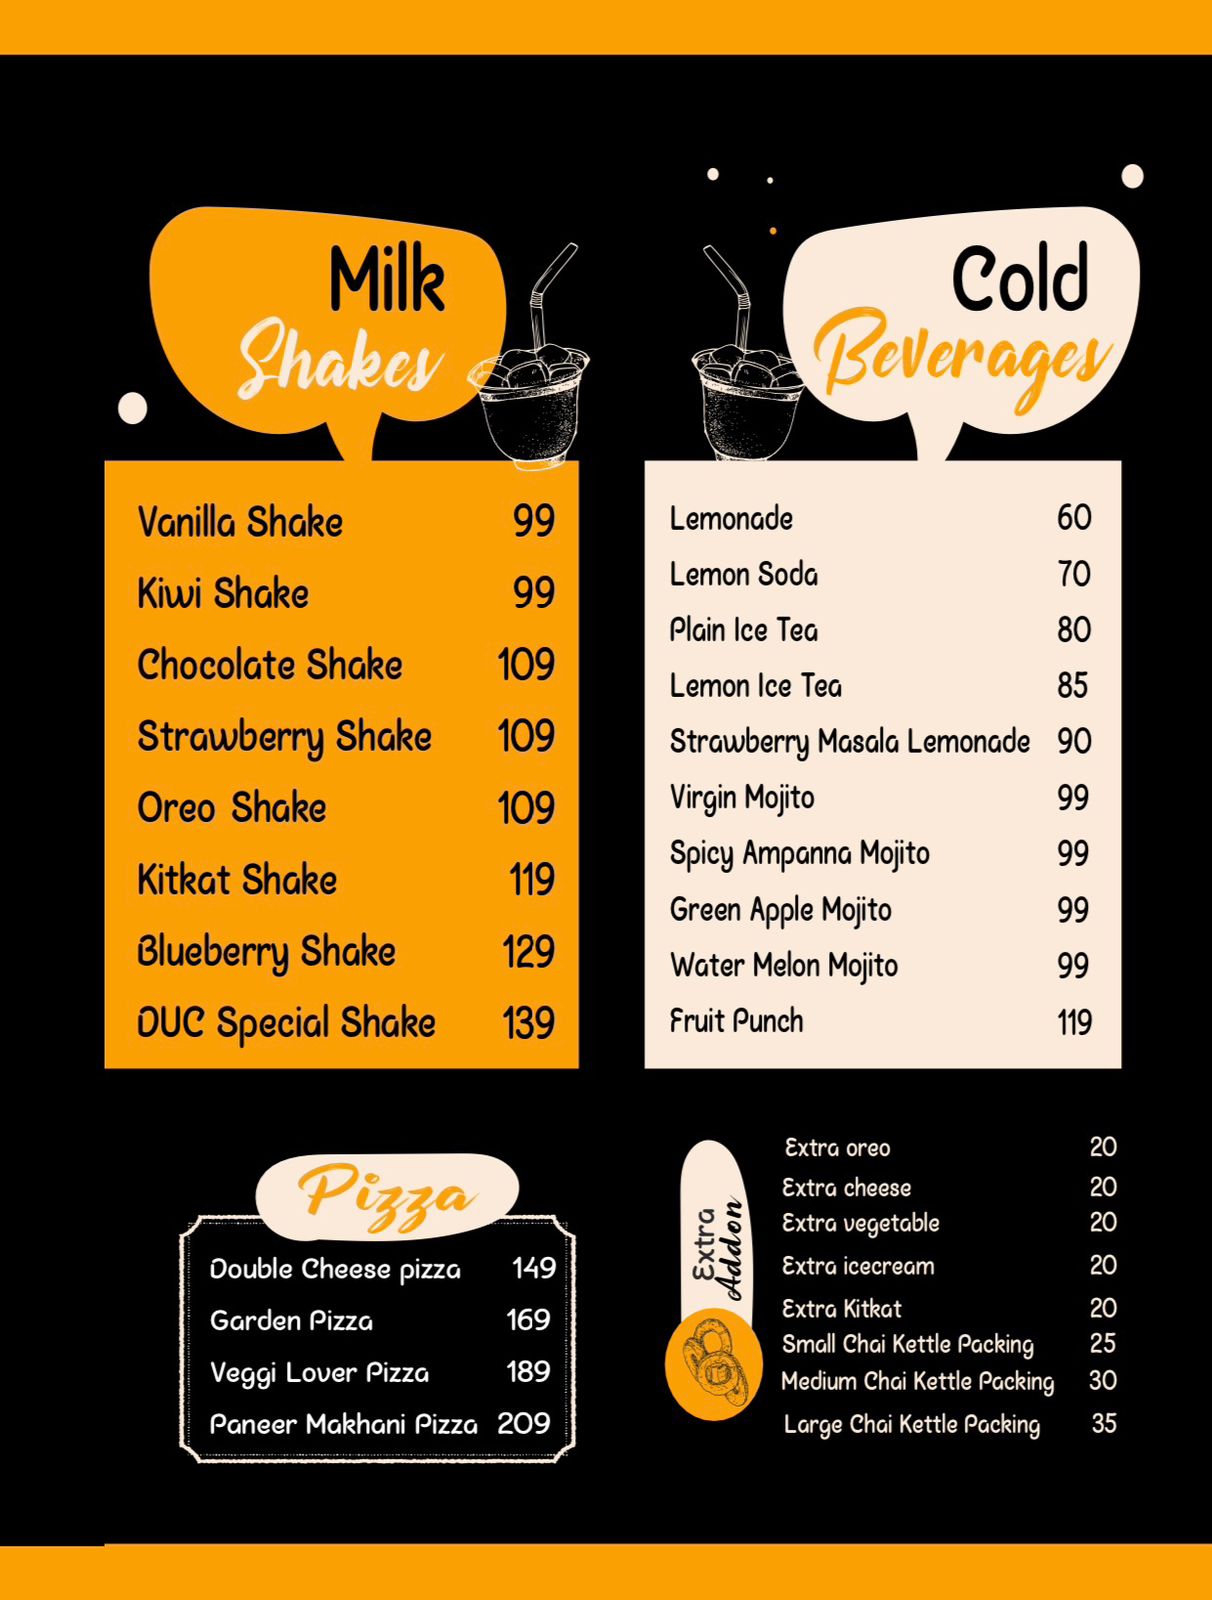 Milk
Shakes
Vanilla Shake 99
Kiwi Shake 99
Chocolate Shake 109
Strawberry Shake 109
Oreo Shake 109
Kitkat Shake 119
Blueberry Shake 129
DUC Special Shake 139
Cold
Beverages
Lemonade 60
Lemon Soda 70
Plain Ice Tea 80
Lemon Ice Tea 85
Strawberry Masala Lemonade 90
Virgin Mojito 99
Spicy Ampanna Mojito 99
Green Apple Mojito 99
Water Melon Mojito 99
Fruit Punch 119
Pizza
Double Cheese pizza 149
Garden Pizza 169
Veggi Lover Pizza 189
Paneer Makhani Pizza 209
Extra
Addon
Extra oreo 20
Extra cheese 20
Extra vegetable 20
Extra icecream 20
Extra Kitkat 20
Small Chai Kettle Packing 25
Medium Chai Kettle Packing 30
Large Chai Kettle Packing 35